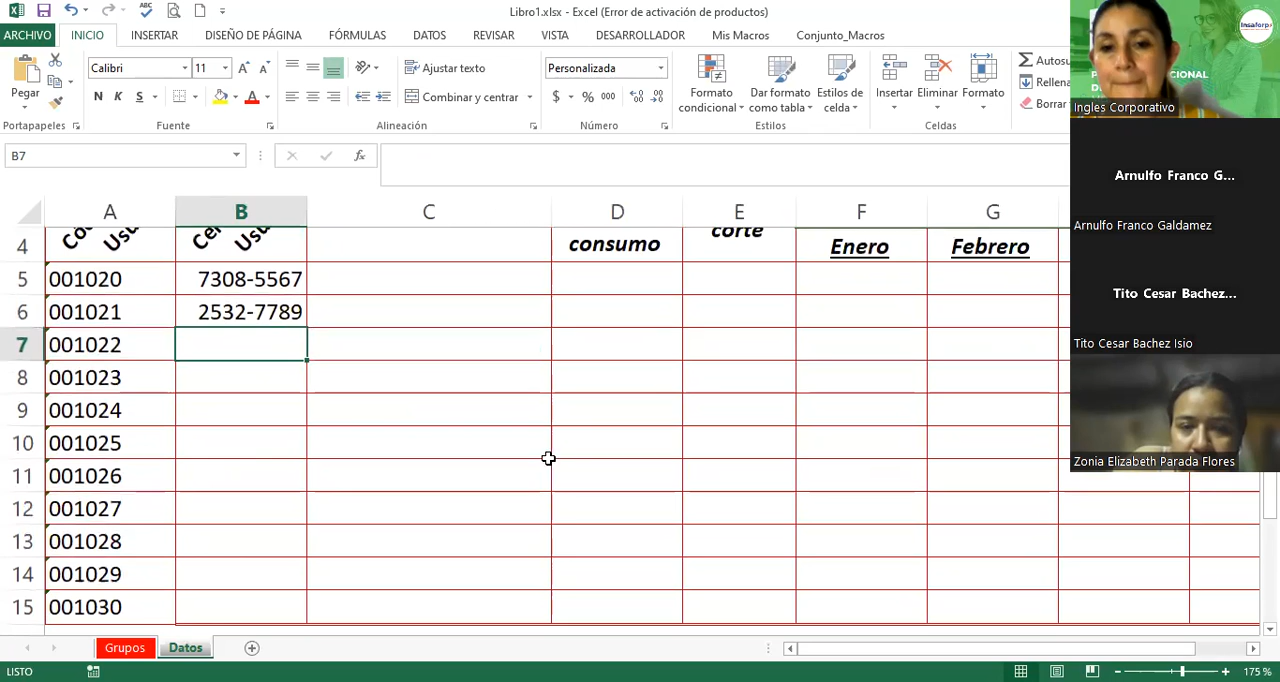 Libro1.xlsx - Excel (Error de activación de productos)
ARCHIVO INICIO INSERTAR DISEÑO DE PÁGINA FÓRMULAS DATOS REVISAR VISTA DESARROLLADOR Mis Macros Conjunto_Macros
Pegar
Calibri 11
N K S
Ajustar texto
Combinar y centrar
Personalizada
$ % 000
Formato condicional
Dar formato como tabla
Estilos de celda
Insertar Eliminar Formato
Autosu
Rellena
Borrar
Portapapeles Fuente Alineación Número Estilos Celdas
B7
fx
A B C D E F G
4 consumo corte Enero Febrero
5 001020 7308-5567
6 001021 2532-7789
7 001022
8 001023
9 001024
10 001025
11 001026
12 001027
13 001028
14 001029
15 001030
Grupos Datos
LISTO
175 %
Insaforp
Ingles Corporativo
Arnulfo Franco G...
Arnulfo Franco Galdamez
Tito Cesar Bachez...
Tito Cesar Bachez Isio
Zonia Elizabeth Parada Flores